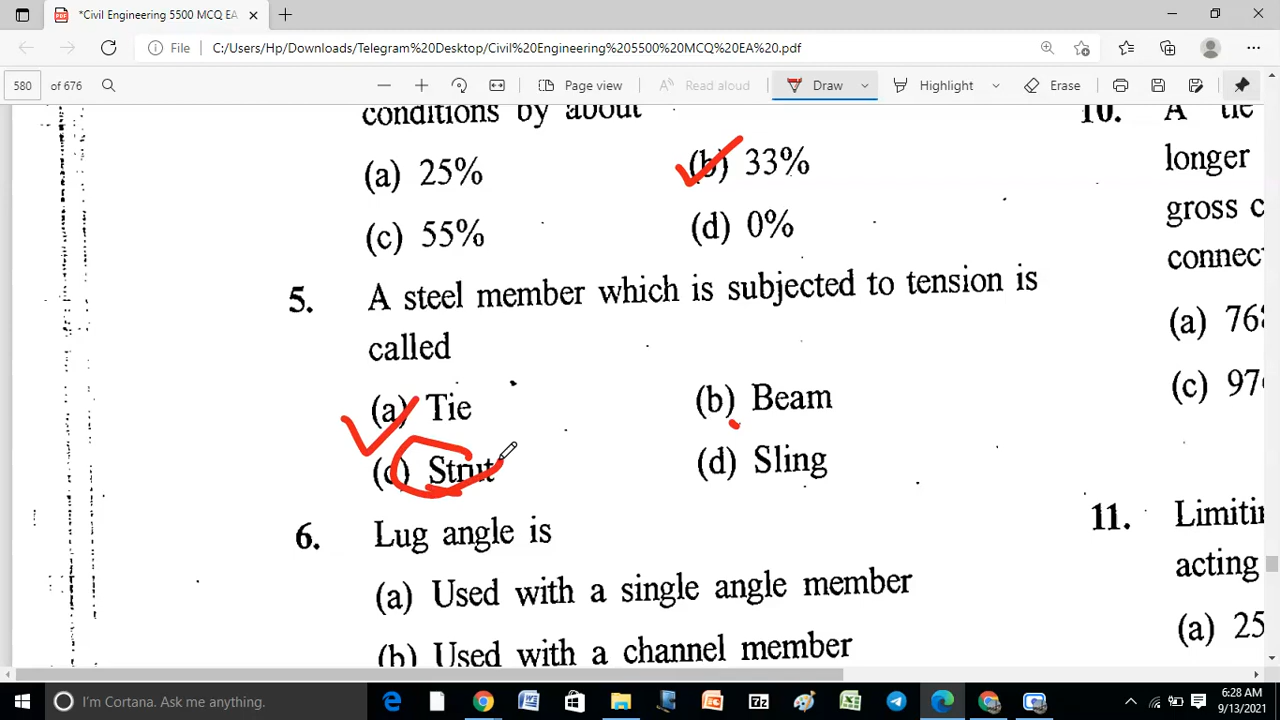 *Civil Engineering 5500 MCQ EA
File
C:/Users/Hp/Downloads/Telegram%20Desktop/Civil%20Engineering%205500%20MCQ%20EA%20.pdf
580 of 676
Page view
Read aloud
Draw
Highlight
Erase
conditions by about
(a) 25%
(b) 33%
(c) 55%
(d) 0%
5. A steel member which is subjected to tension is
called
(a) Tie
(b) Beam
(c) Strut
(d) Sling
6. Lug angle is
(a) Used with a single angle member
(b) Used with a channel member
10. A tie
longer
gross c
connec
(a) 768
(c) 97
11. Limitin
acting
(a) 25
I'm Cortana. Ask me anything.
6:28 AM
9/13/2021